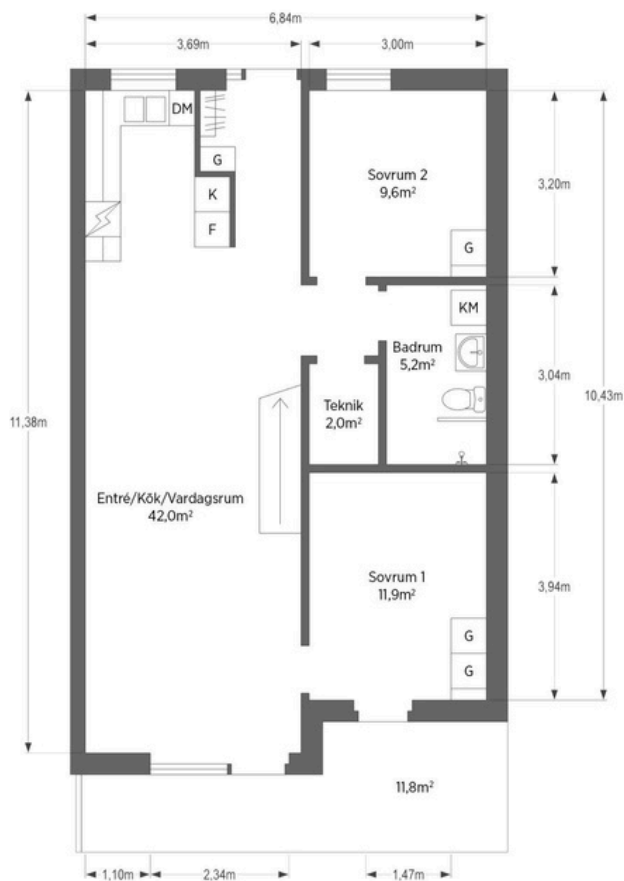 6,84m
3,69m
3,00m
DM
G
K
F
Sovrum 2
9,6m²
G
3,20m
KM
Badrum
5,2m²
3,04m
10,43m
11,38m
Teknik
2,0m²
Entré/Kök/Vardagsrum
42,0m²
Sovrum 1
11,9m²
3,94m
G
G
11,8m²
1,10m
2,34m
1,47m